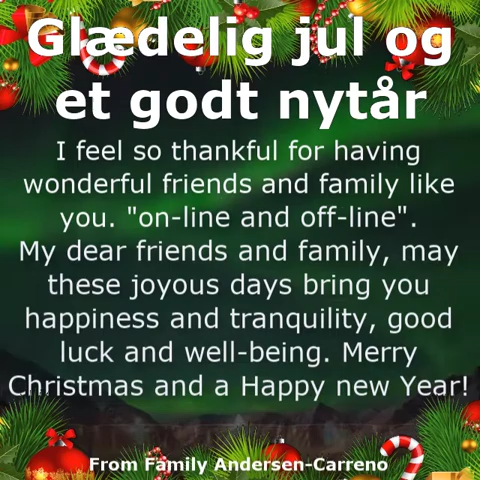 Glædelig jul og
et godt nytår
I feel so thankful for having
wonderful friends and family like
you. "on-line and off-line".
My dear friends and family, may
these joyous days bring you
happiness and tranquility, good
luck and well-being. Merry
Christmas and a Happy new Year!
From Family Andersen-Carreno